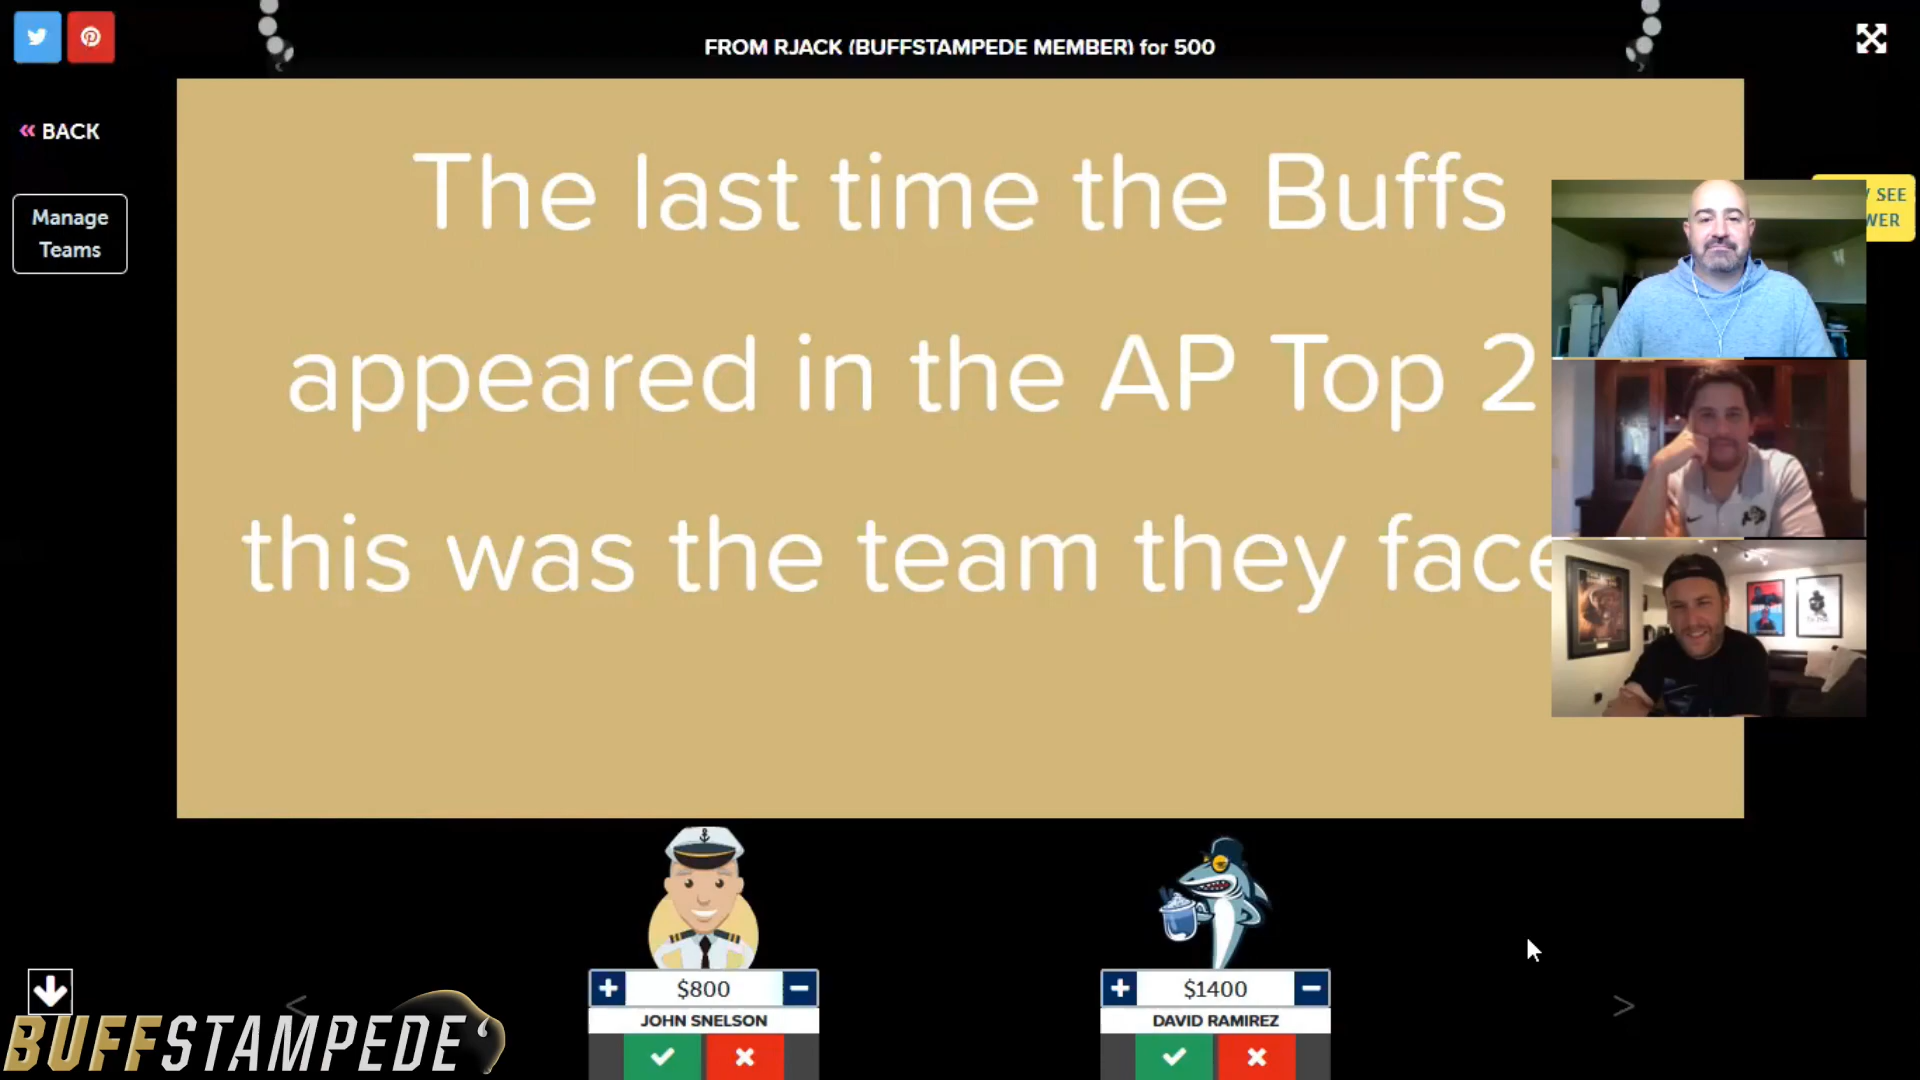 FROM RJACK (BUFFSTAMPEDE MEMBER) for 500
« BACK
Manage
Teams
SEE
WER
The last time the Buffs
appeared in the AP Top 2
this was the team they face
$800
JOHN SNELSON
$1400
DAVID RAMIREZ
BUFFSTAMPEDE